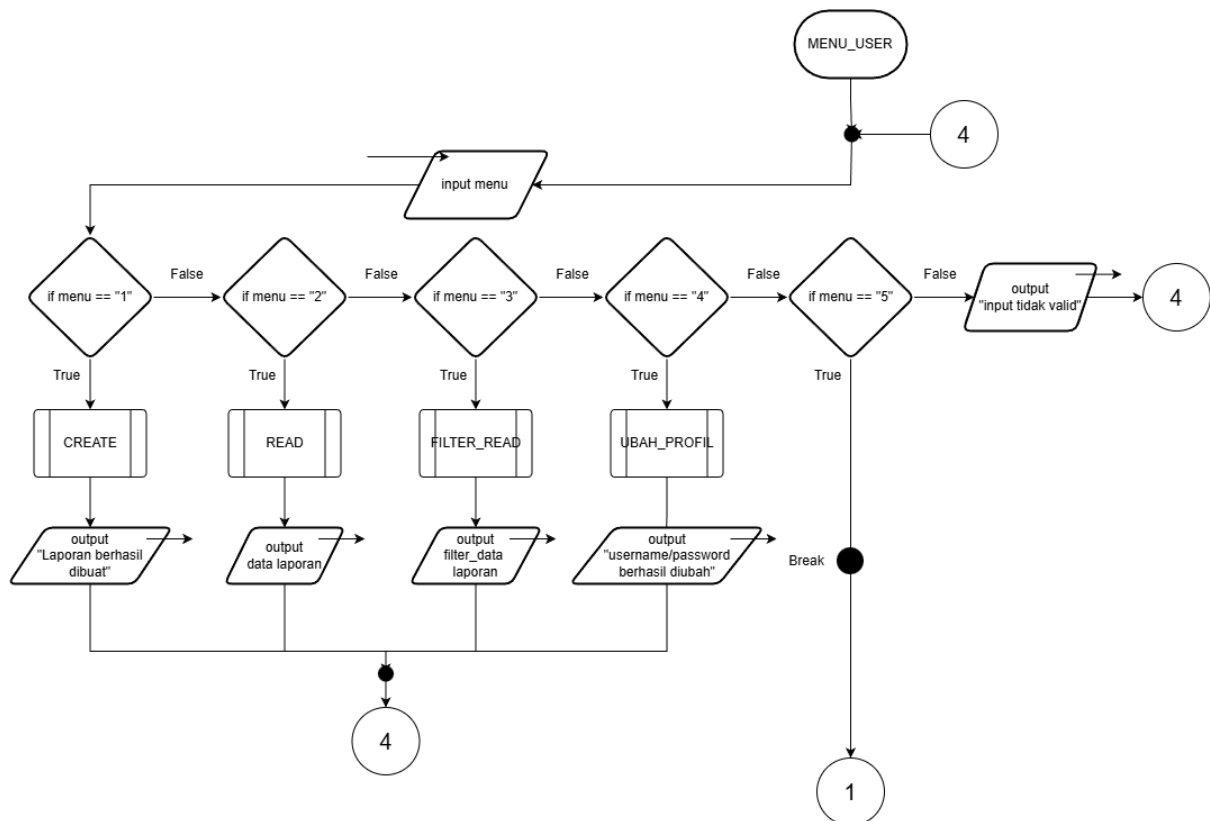 MENU_USER
4
input menu
False
False
False
False
False
if menu == "1"
if menu == "2"
if menu == "3"
if menu == "4"
if menu == "5"
output
"input tidak valid"
4
True
True
True
True
True
CREATE
READ
FILTER_READ
UBAH_PROFIL
output
"Laporan berhasil
dibuat"
output
data laporan
output
filter_data
laporan
output
"username/password
berhasil diubah"
Break
4
1